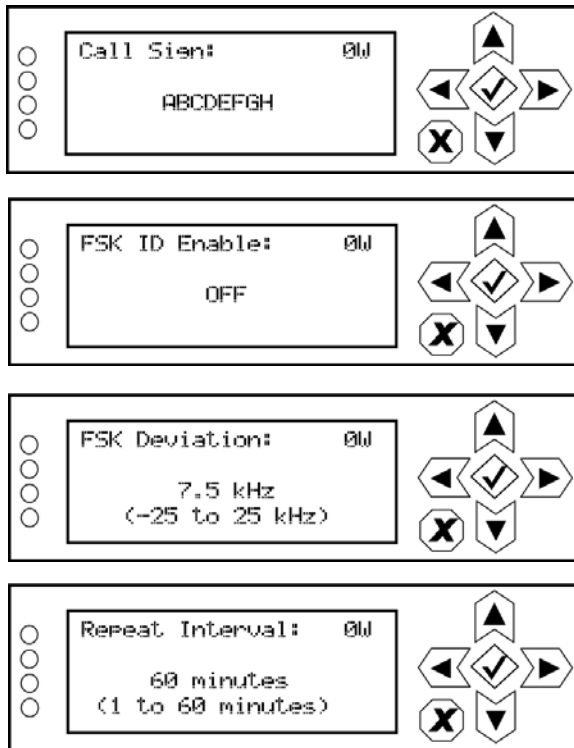 Call Sign: 0W
ABCDEFGH
FSK ID Enable: 0W
OFF
FSK Deviation: 0W
7.5 kHz
(-25 to 25 kHz)
Repeat Interval: 0W
60 minutes
(1 to 60 minutes)